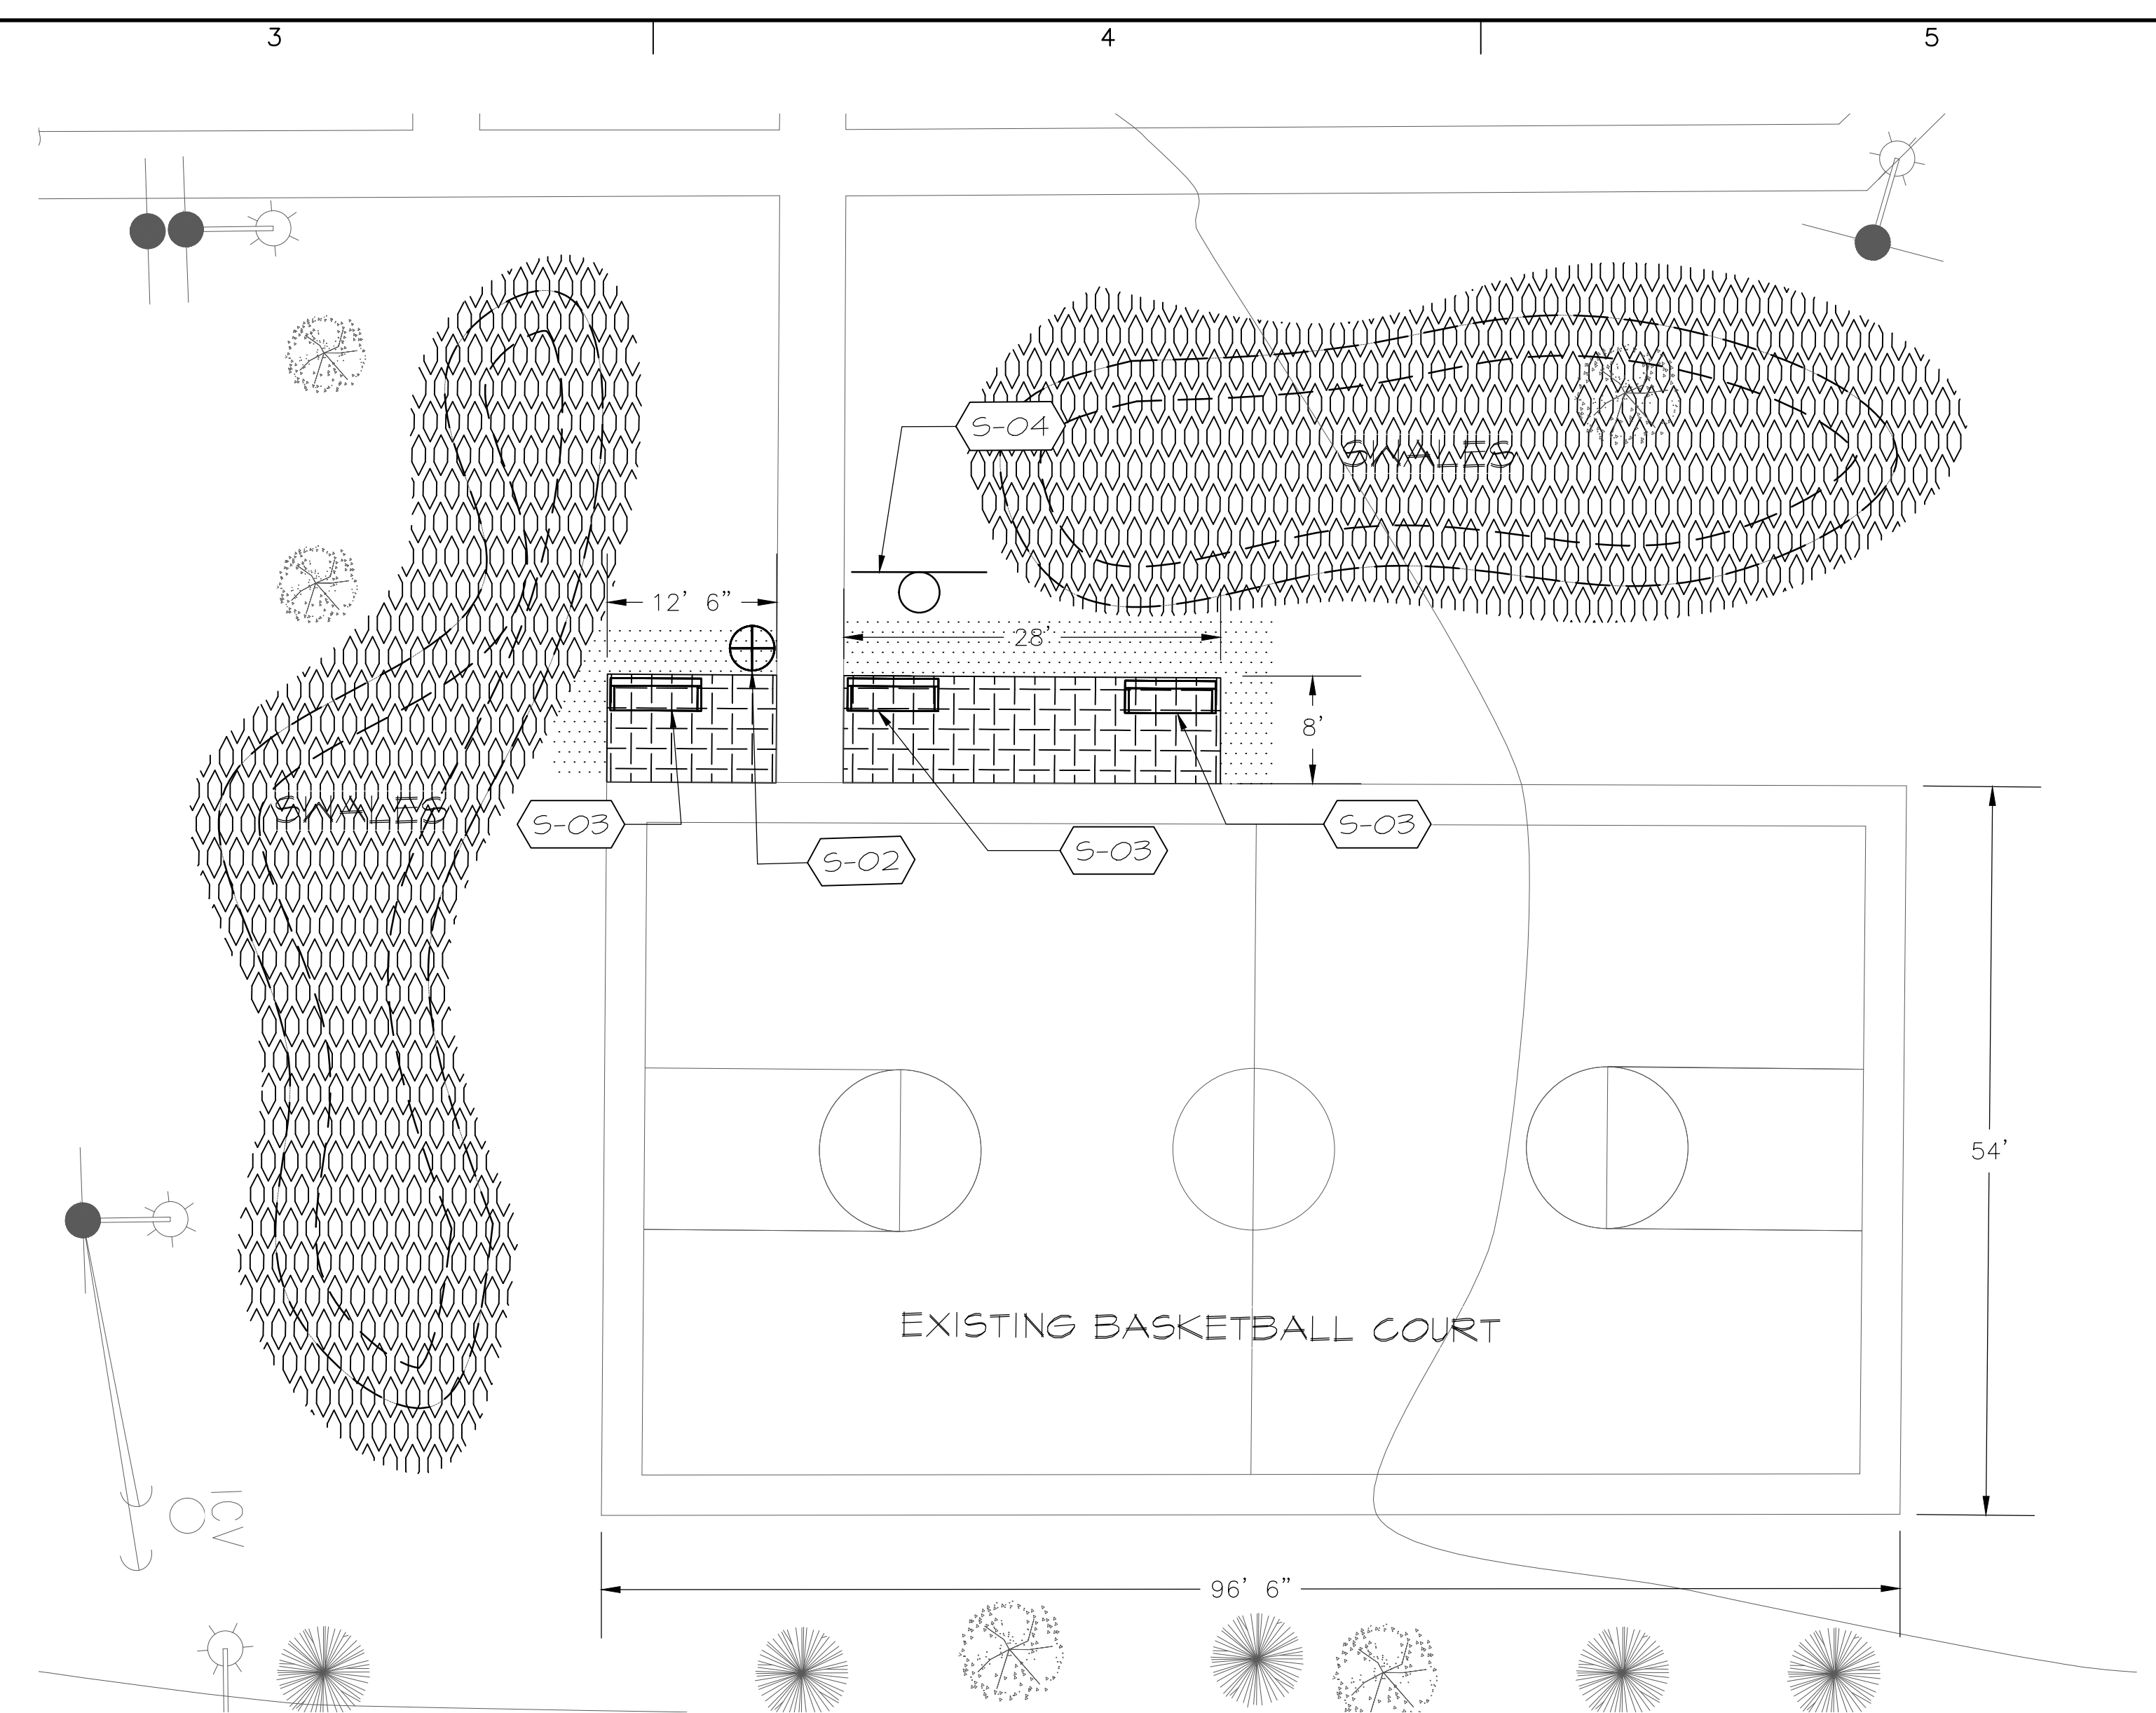 3 4 5
S-04
SWALES
12' 6"
28'
8'
SWALES
S-03
S-02
S-03
S-03
54'
EXISTING BASKETBALL COURT
ICV
96' 6"